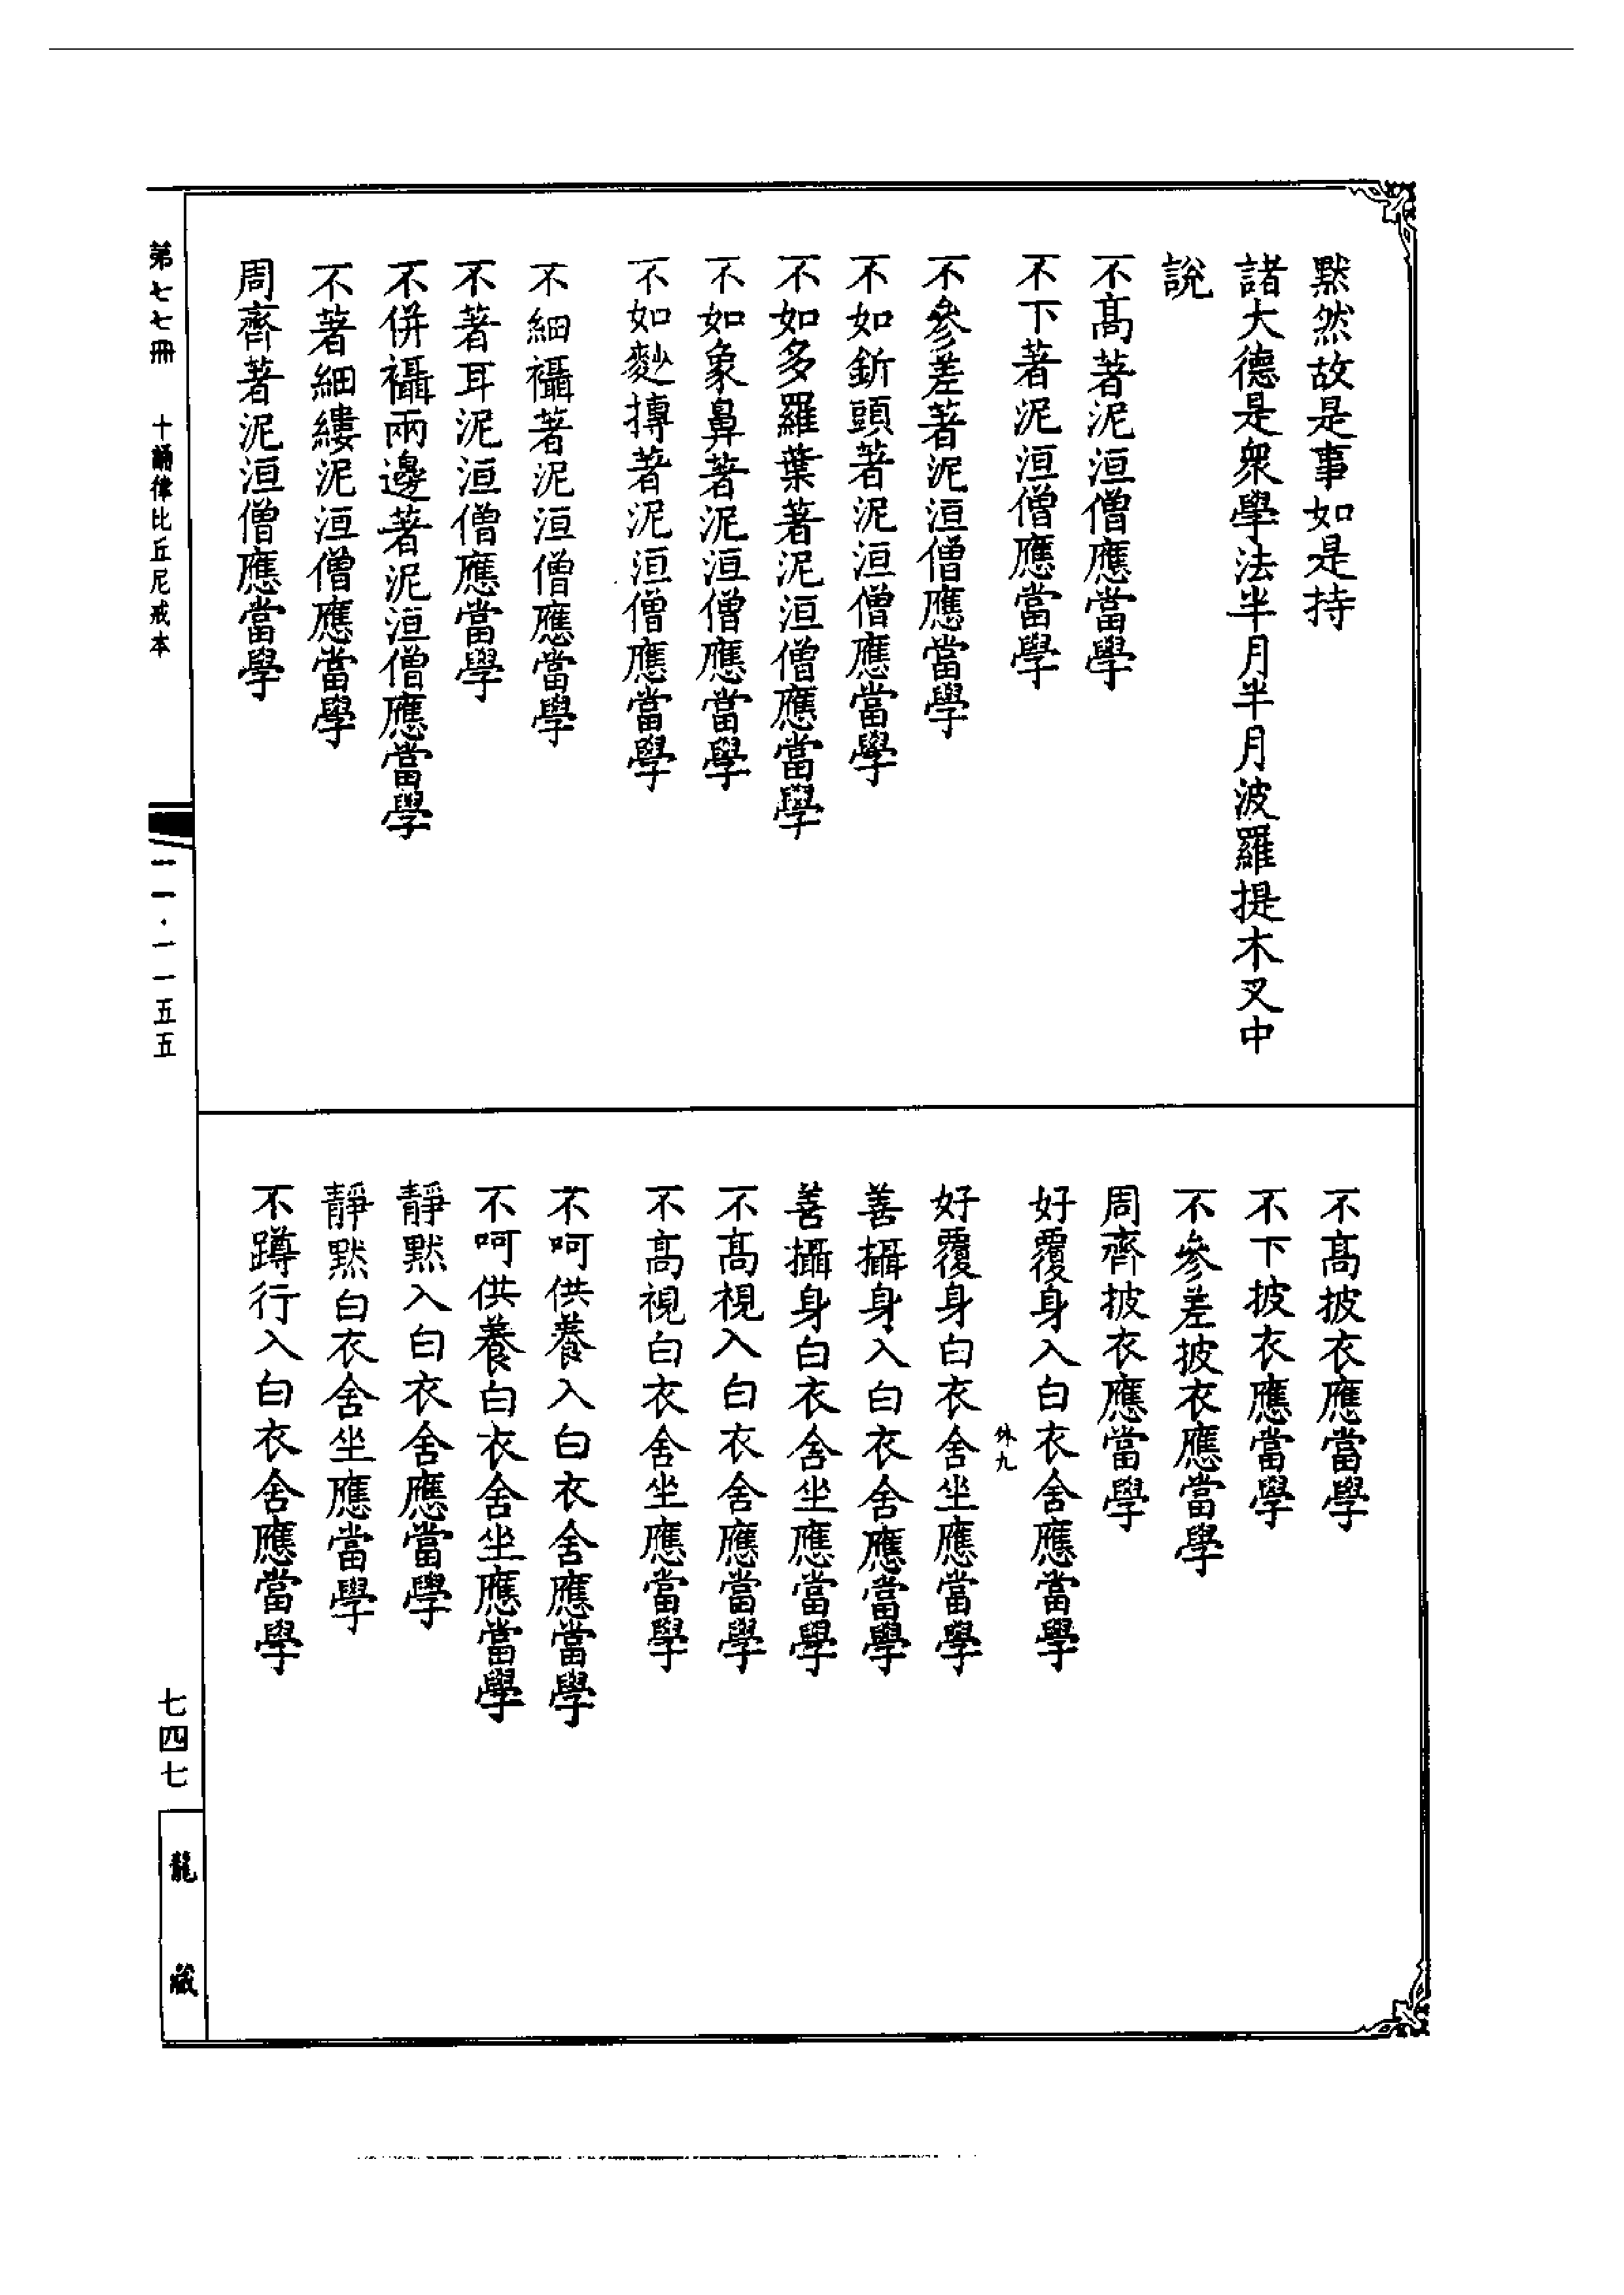 默然故是事如是持
諸大德是衆學法半月半月波羅提木叉中
說
不高著泥洹僧應當學
不下著泥洹僧應當學
不參差著泥洹僧應當學
不如釿頭著泥洹僧應當學
不如多羅葉著泥洹僧應當學
不如象鼻著泥洹僧應當學
不如麨摶著泥洹僧應當學
不細襵著泥洹僧應當學
不著耳泥洹僧應當學
不併襵兩邊著泥洹僧應當學
不著細縷泥洹僧應當學
周齊著泥洹僧應當學
不高披衣應當學
不下披衣應當學
不參差披衣應當學
周齊披衣應當學
好覆身入白衣舍應當學
好覆身白衣舍坐應當學
善攝身入白衣舍應當學
善攝身白衣舍坐應當學
不高視入白衣舍應當學
不高視白衣舍坐應當學
不呵供養入白衣舍應當學
不呵供養白衣舍坐應當學
靜默入白衣舍應當學
靜默白衣舍坐應當學
不蹲行入白衣舍應當學
第七七冊 十誦律比丘尼戒本
一一·一一五五
七四七
龍藏